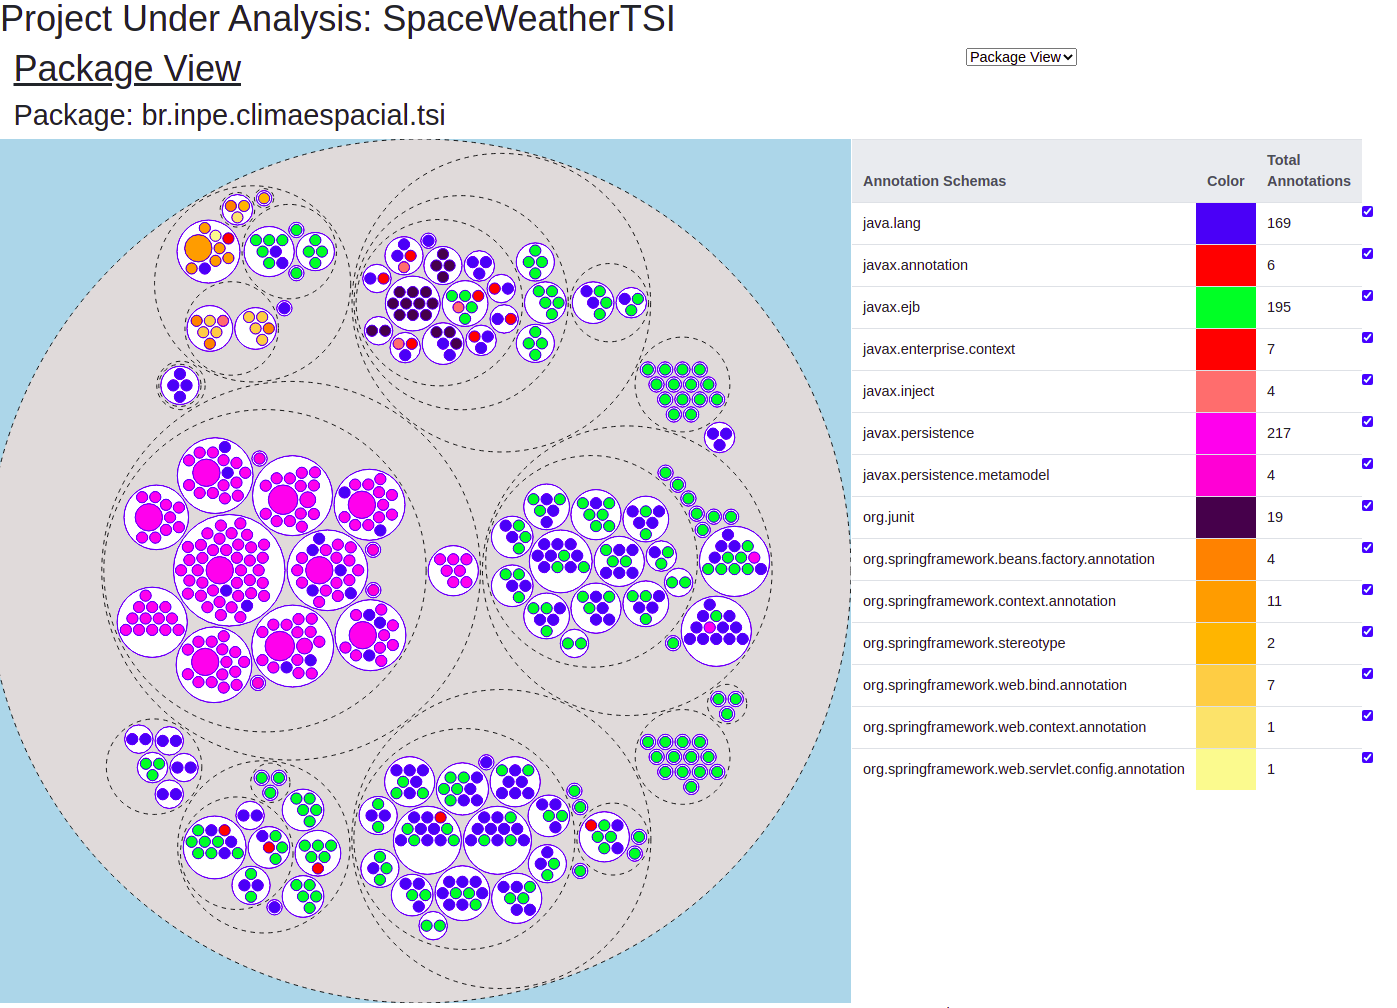 Project Under Analysis: SpaceWeatherTSI
Package View
Package View
Package: br.inpe.climaespacial.tsi
Annotation Schemas Color Total Annotations
java.lang 169
javax.annotation 6
javax.ejb 195
javax.enterprise.context 7
javax.inject 4
javax.persistence 217
javax.persistence.metamodel 4
org.junit 19
org.springframework.beans.factory.annotation 4
org.springframework.context.annotation 11
org.springframework.stereotype 2
org.springframework.web.bind.annotation 7
org.springframework.web.context.annotation 1
org.springframework.web.servlet.config.annotation 1